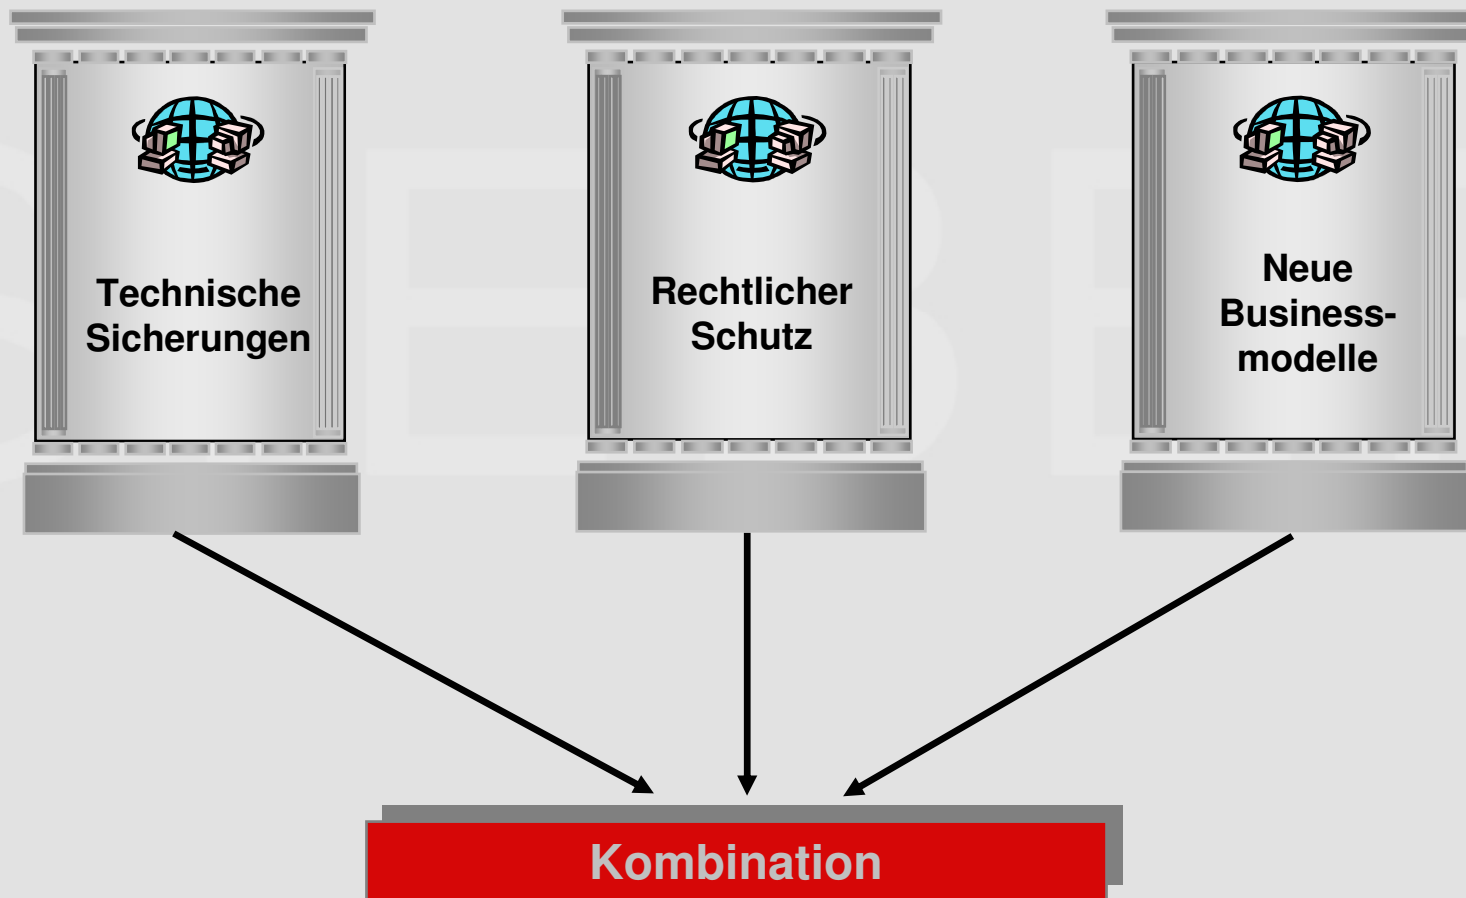 Technische
Sicherungen
Rechtlicher
Schutz
Neue
Business-
modelle
Kombination